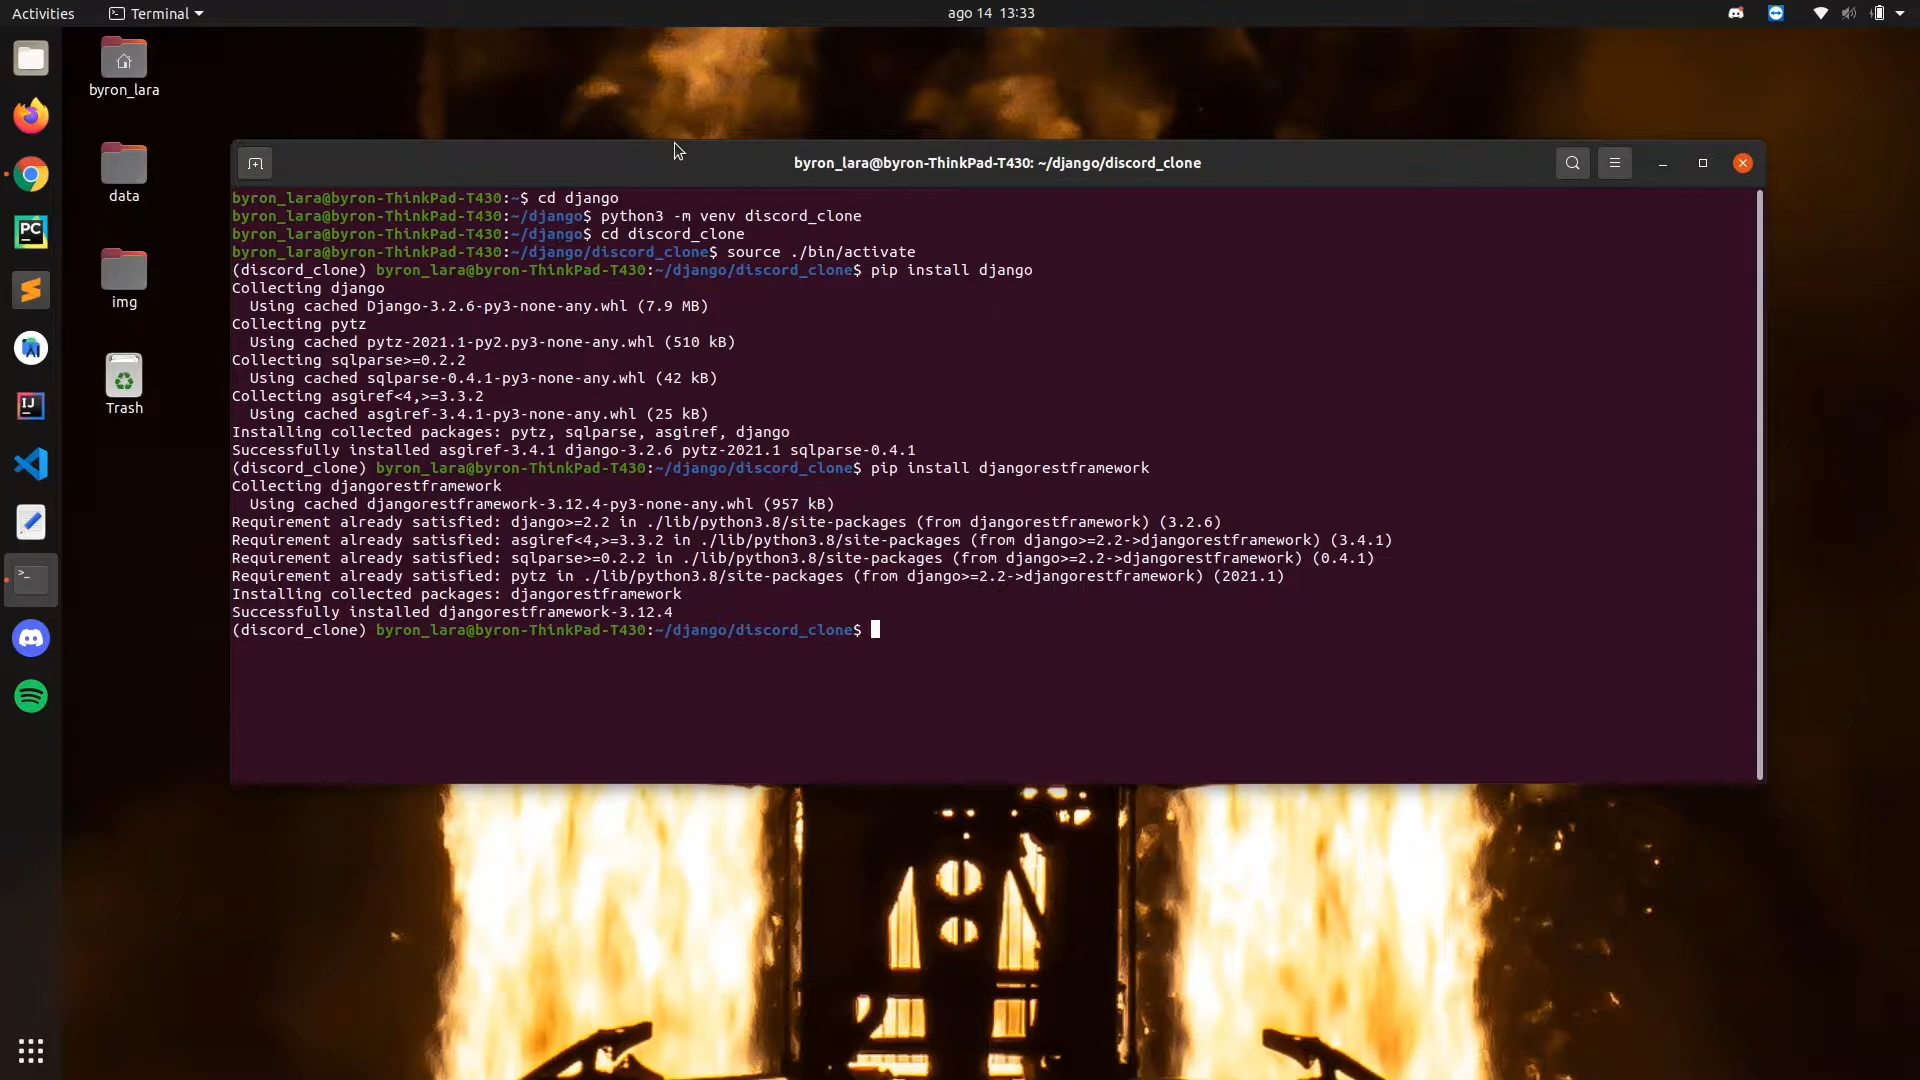 Activities
Terminal
ago 14 13:33
byron_lara
data
img
Trash
PC
IJ
byron_lara@byron-ThinkPad-T430: ~/django/discord_clone
byron_lara@byron-ThinkPad-T430:~$ cd django
byron_lara@byron-ThinkPad-T430:~/django$ python3 -m venv discord_clone
byron_lara@byron-ThinkPad-T430:~/django$ cd discord_clone
byron_lara@byron-ThinkPad-T430:~/django/discord_clone$ source ./bin/activate
(discord_clone) byron_lara@byron-ThinkPad-T430:~/django/discord_clone$ pip install django
Collecting django
  Using cached Django-3.2.6-py3-none-any.whl (7.9 MB)
Collecting pytz
  Using cached pytz-2021.1-py2.py3-none-any.whl (510 kB)
Collecting sqlparse>=0.2.2
  Using cached sqlparse-0.4.1-py3-none-any.whl (42 kB)
Collecting asgiref<4,>=3.3.2
  Using cached asgiref-3.4.1-py3-none-any.whl (25 kB)
Installing collected packages: pytz, sqlparse, asgiref, django
Successfully installed asgiref-3.4.1 django-3.2.6 pytz-2021.1 sqlparse-0.4.1
(discord_clone) byron_lara@byron-ThinkPad-T430:~/django/discord_clone$ pip install djangorestframework
Collecting djangorestframework
  Using cached djangorestframework-3.12.4-py3-none-any.whl (957 kB)
Requirement already satisfied: django>=2.2 in ./lib/python3.8/site-packages (from djangorestframework) (3.2.6)
Requirement already satisfied: asgiref<4,>=3.3.2 in ./lib/python3.8/site-packages (from django>=2.2->djangorestframework) (3.4.1)
Requirement already satisfied: sqlparse>=0.2.2 in ./lib/python3.8/site-packages (from django>=2.2->djangorestframework) (0.4.1)
Requirement already satisfied: pytz in ./lib/python3.8/site-packages (from django>=2.2->djangorestframework) (2021.1)
Installing collected packages: djangorestframework
Successfully installed djangorestframework-3.12.4
(discord_clone) byron_lara@byron-ThinkPad-T430:~/django/discord_clone$